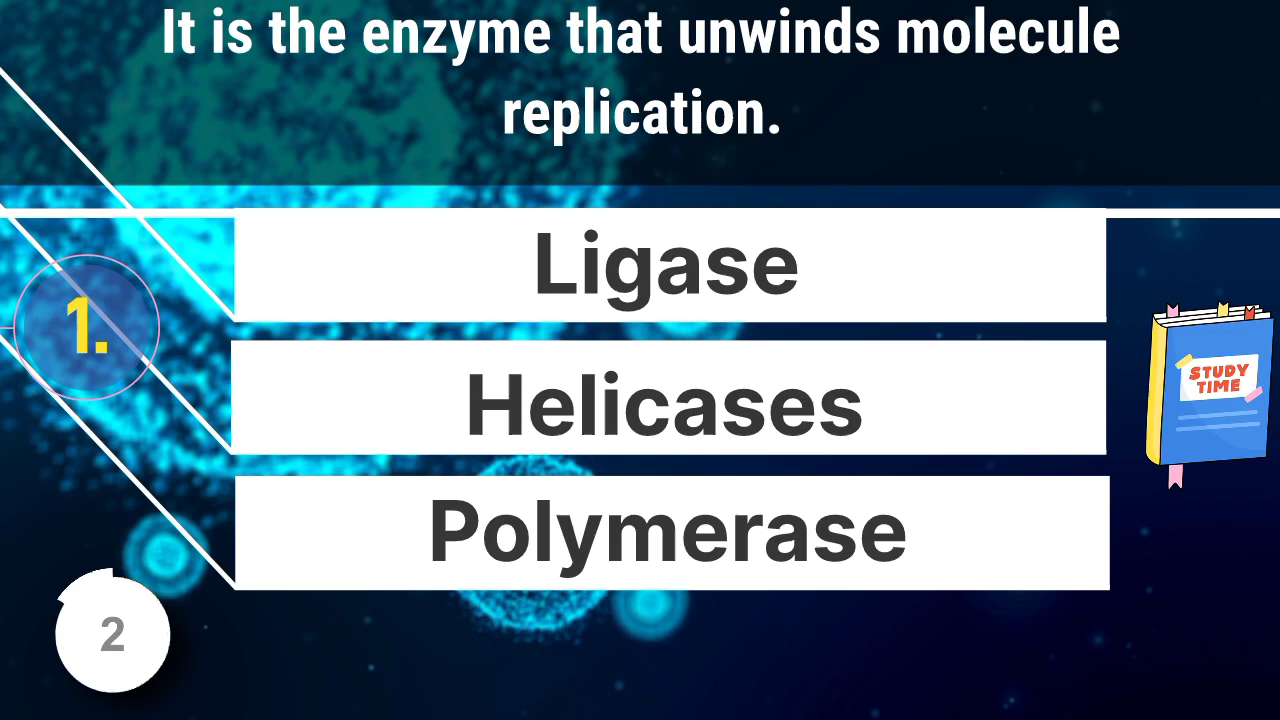 It is the enzyme that unwinds molecule
replication.
Ligase
1.
Helicases
STUDY
TIME
Polymerase
2